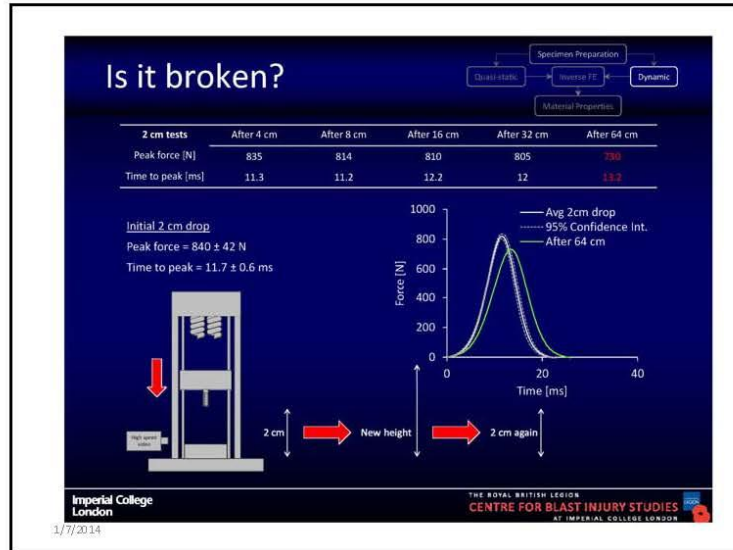 Is it broken?
Specimen Preparation
Quasi-static
Inverse FE
Dynamic
Material Properties
2 cm tests After 4 cm After 8 cm After 16 cm After 32 cm After 64 cm
Peak force [N] 835 814 810 805 730
Time to peak [ms] 11.3 11.2 12.2 12 13.2
Initial 2 cm drop
Peak force = 840 ± 42 N
Time to peak = 11.7 ± 0.6 ms
1000
800
600
400
200
0
Force [N]
Avg 2cm drop
95% Confidence Int.
After 64 cm
0 20 40
Time [ms]
High speed
video
2 cm
New height
2 cm again
Imperial College
London
THE ROYAL BRITISH LEGION
CENTRE FOR BLAST INJURY STUDIES
AT IMPERIAL COLLEGE LONDON
1/7/2014